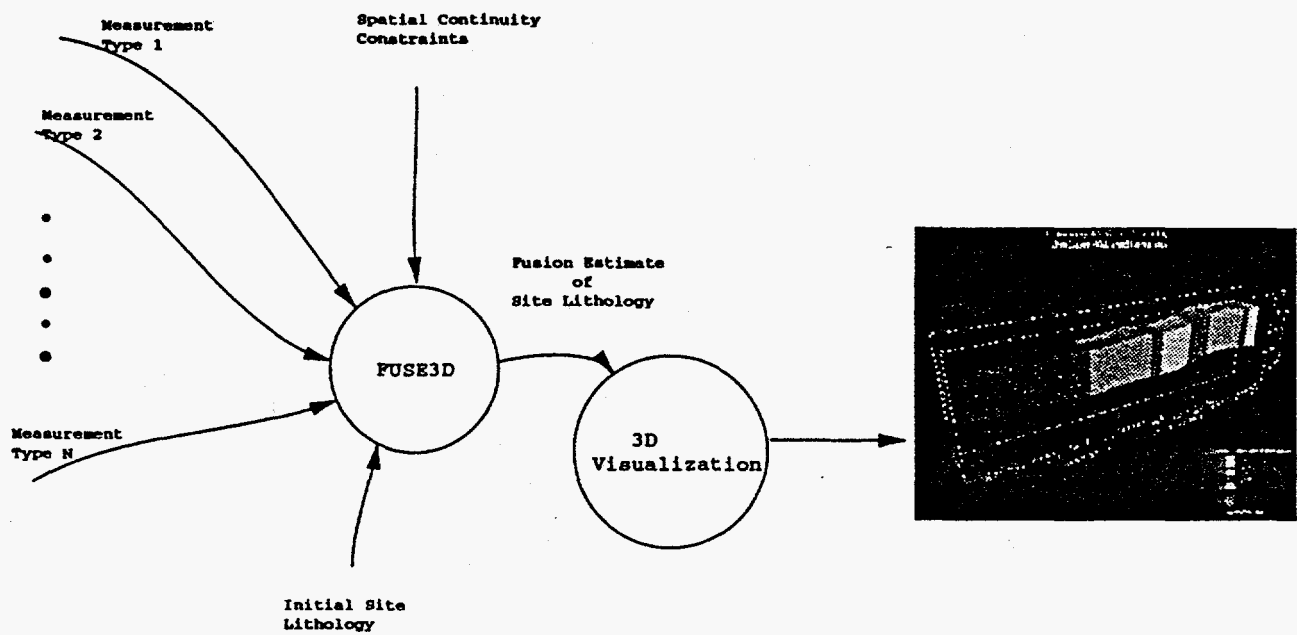 Measurement
Type 1
Spatial Continuity
Constraints
Measurement
Type 2
Fusion Estimate
of
Site Lithology
FUSE3D
3D
Visualization
Measurement
Type N
Initial Site
Lithology